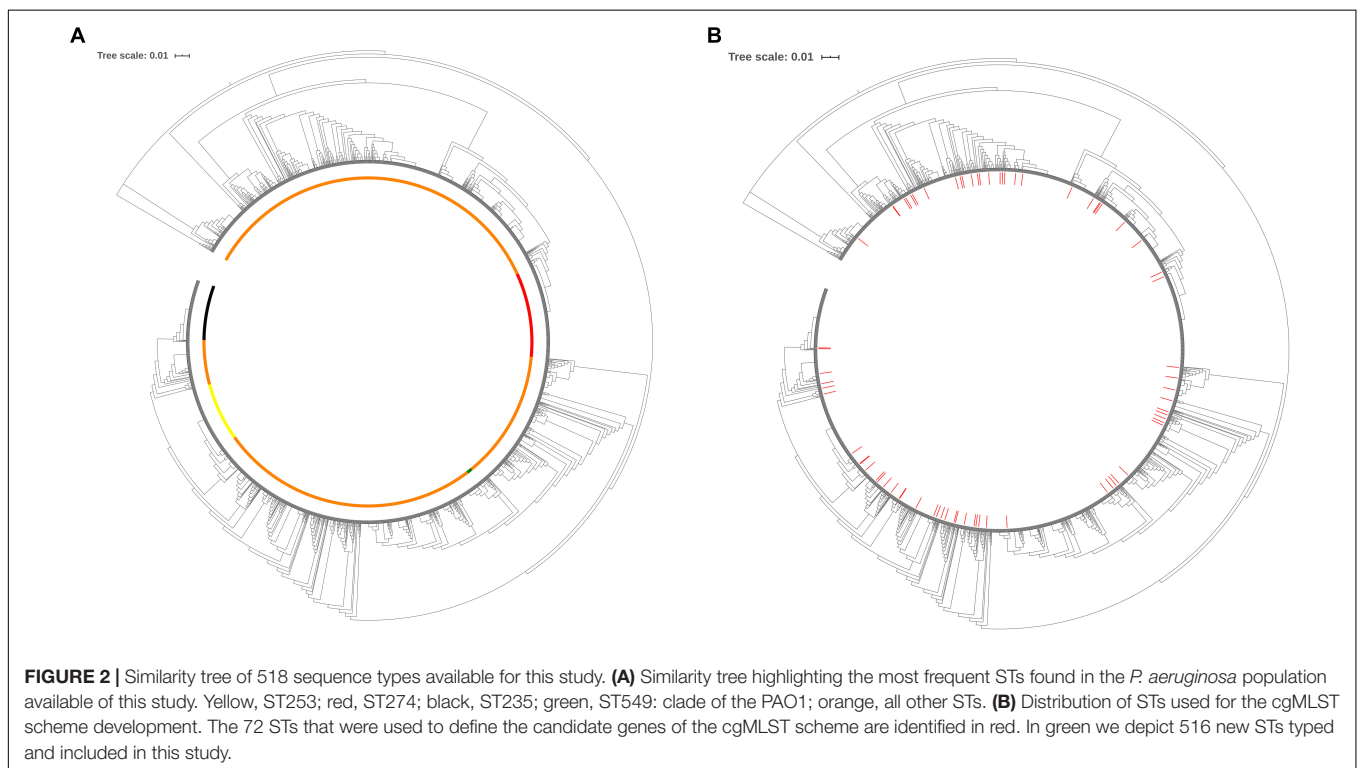 A
Tree scale: 0.01
B
Tree scale: 0.01
FIGURE 2 | Similarity tree of 518 sequence types available for this study. (A) Similarity tree highlighting the most frequent STs found in the P. aeruginosa population
available of this study. Yellow, ST253; red, ST274; black, ST235; green, ST549: clade of the PAO1; orange, all other STs. (B) Distribution of STs used for the cgMLST
scheme development. The 72 STs that were used to define the candidate genes of the cgMLST scheme are identified in red. In green we depict 516 new STs typed
and included in this study.